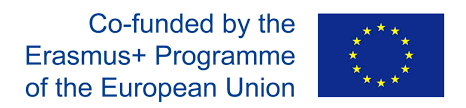 Co-funded by the
Erasmus+ Programme
of the European Union